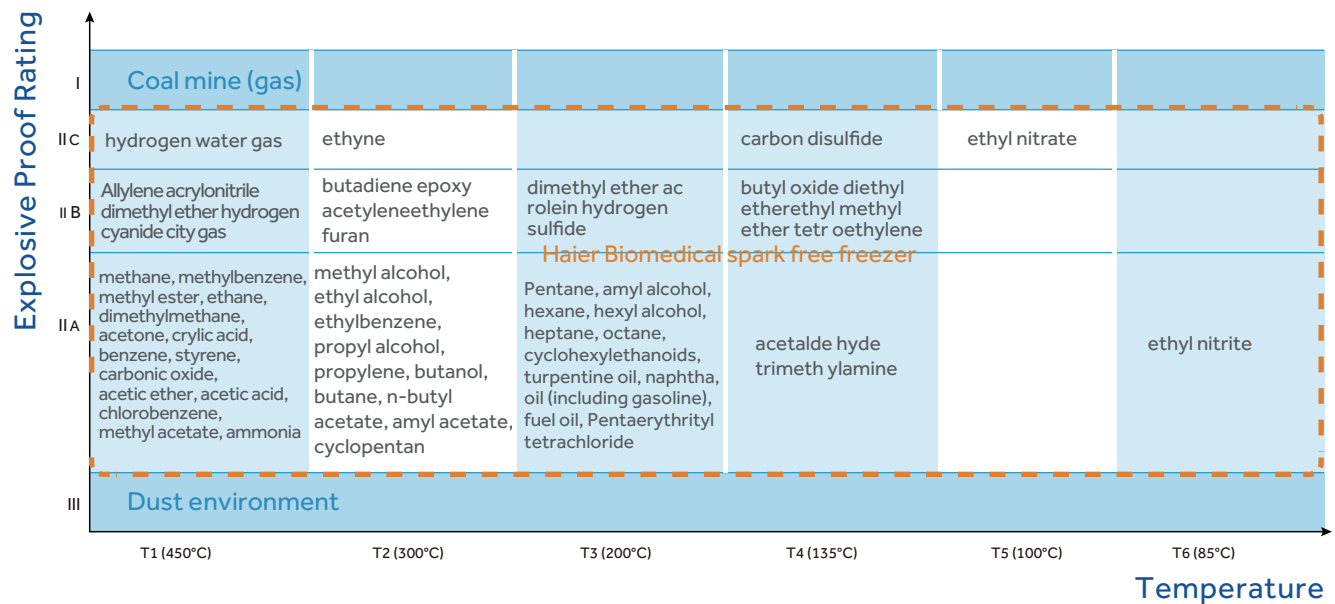 Explosive Proof Rating
I
Coal mine (gas)
II C
hydrogen water gas
ethyne
carbon disulfide
ethyl nitrate
II B
Allylene acrylonitrile
dimethyl ether hydrogen
cyanide city gas
butadiene epoxy
acetyleneethylene
furan
dimethyl ether ac
rolein hydrogen
sulfide
butyl oxide diethyl
etherethyl methyl
ether tetr oethylene
Haier Biomedical spark free freezer
II A
methane, methylbenzene,
methyl ester, ethane,
dimethylmethane,
acetone, crylic acid,
benzene, styrene,
carbonic oxide,
acetic ether, acetic acid,
chlorobenzene,
methyl acetate, ammonia
methyl alcohol,
ethyl alcohol,
ethylbenzene,
propyl alcohol,
propylene, butanol,
butane, n-butyl
acetate, amyl acetate,
cyclopentan
Pentane, amyl alcohol,
hexane, hexyl alcohol,
heptane, octane,
cyclohexylethanoids,
turpentine oil, naphtha,
oil (including gasoline),
fuel oil, Pentaerythrityl
tetrachloride
acetalde hyde
trimeth ylamine
ethyl nitrite
III
Dust environment
T1 (450°C)
T2 (300°C)
T3 (200°C)
T4 (135°C)
T5 (100°C)
T6 (85°C)
Temperature